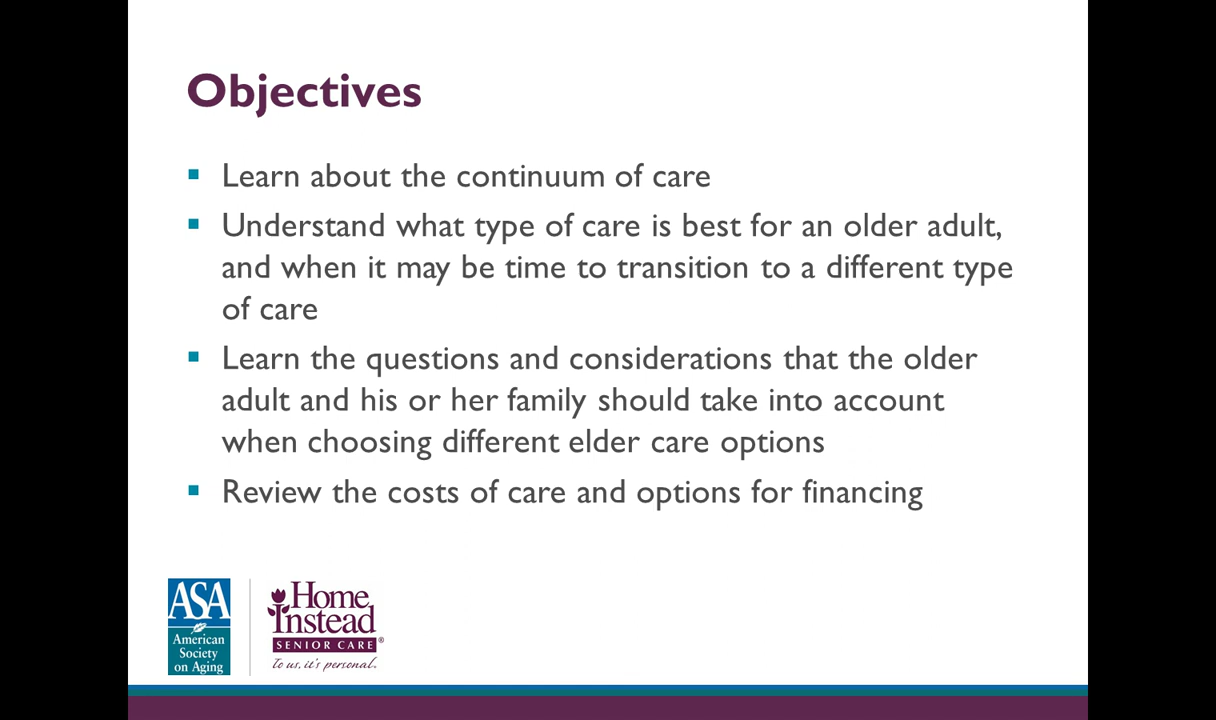 Objectives
Learn about the continuum of care
Understand what type of care is best for an older adult,
and when it may be time to transition to a different type
of care
Learn the questions and considerations that the older
adult and his or her family should take into account
when choosing different elder care options
Review the costs of care and options for financing
ASA
American
Society
on Aging
Home
Instead
SENIOR CARE®
To us, it's personal.